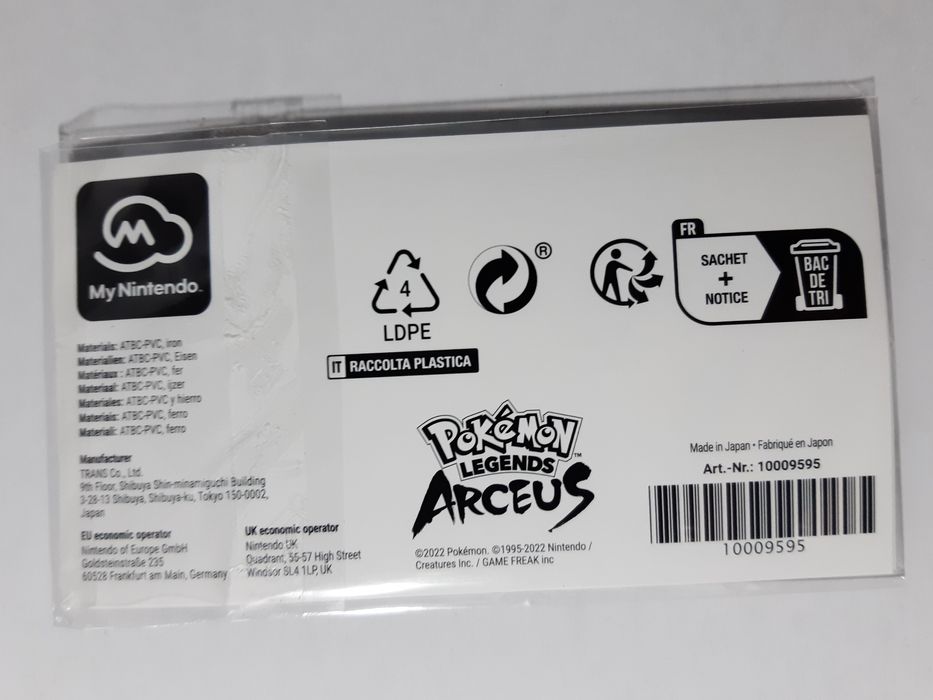 M
My Nintendo™
Materials: ATBC-PVC, iron
Materialien: ATBC-PVC, Eisen
Matériaux : ATBC-PVC, fer
Materiaal: ATBC-PVC, ijzer
Materiales: ATBC-PVC y hierro
Materiais: ATBC-PVC, ferro
Materiali: ATBC-PVC, ferro
Manufacturer
TRANS Co., Ltd.
9th Floor, Shibuya Shin-minamiguchi Building
3-28-13 Shibuya, Shibuya-ku, Tokyo 150-0002,
Japan
EU economic operator
Nintendo of Europe GmbH
Goldsteinstraße 235
60528 Frankfurt am Main, Germany
UK economic operator
Nintendo UK
Quadrant, 55-57 High Street
Windsor SL4 1LP, UK
4
LDPE
®
IT RACCOLTA PLASTICA
FR
SACHET
+
NOTICE
BAC
DE
TRI
POKéMON™
LEGENDS
ARCEUS
©2022 Pokémon. ©1995-2022 Nintendo /
Creatures Inc. / GAME FREAK inc
Made in Japan • Fabriqué en Japon
Art.-Nr.: 10009595
10009595